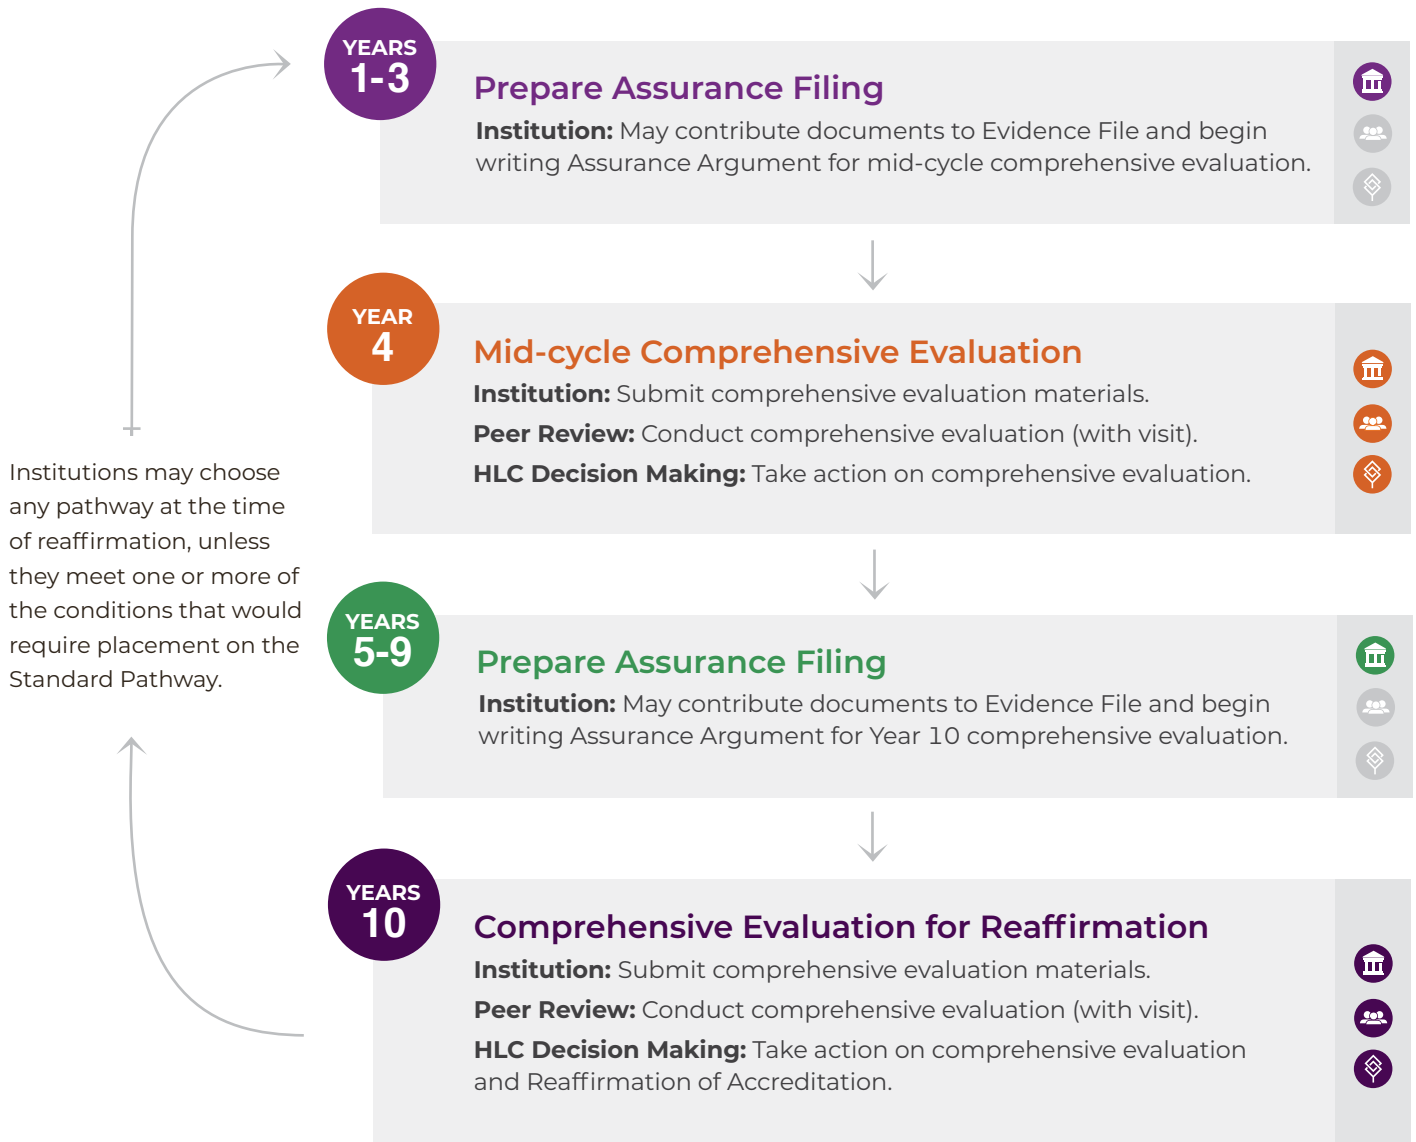 YEARS
1-3
Prepare Assurance Filing
Institution: May contribute documents to Evidence File and begin
writing Assurance Argument for mid-cycle comprehensive evaluation.
YEAR
4
Mid-cycle Comprehensive Evaluation
Institution: Submit comprehensive evaluation materials.
Peer Review: Conduct comprehensive evaluation (with visit).
HLC Decision Making: Take action on comprehensive evaluation.
Institutions may choose
any pathway at the time
of reaffirmation, unless
they meet one or more of
the conditions that would
require placement on the
Standard Pathway.
YEARS
5-9
Prepare Assurance Filing
Institution: May contribute documents to Evidence File and begin
writing Assurance Argument for Year 10 comprehensive evaluation.
YEARS
10
Comprehensive Evaluation for Reaffirmation
Institution: Submit comprehensive evaluation materials.
Peer Review: Conduct comprehensive evaluation (with visit).
HLC Decision Making: Take action on comprehensive evaluation
and Reaffirmation of Accreditation.